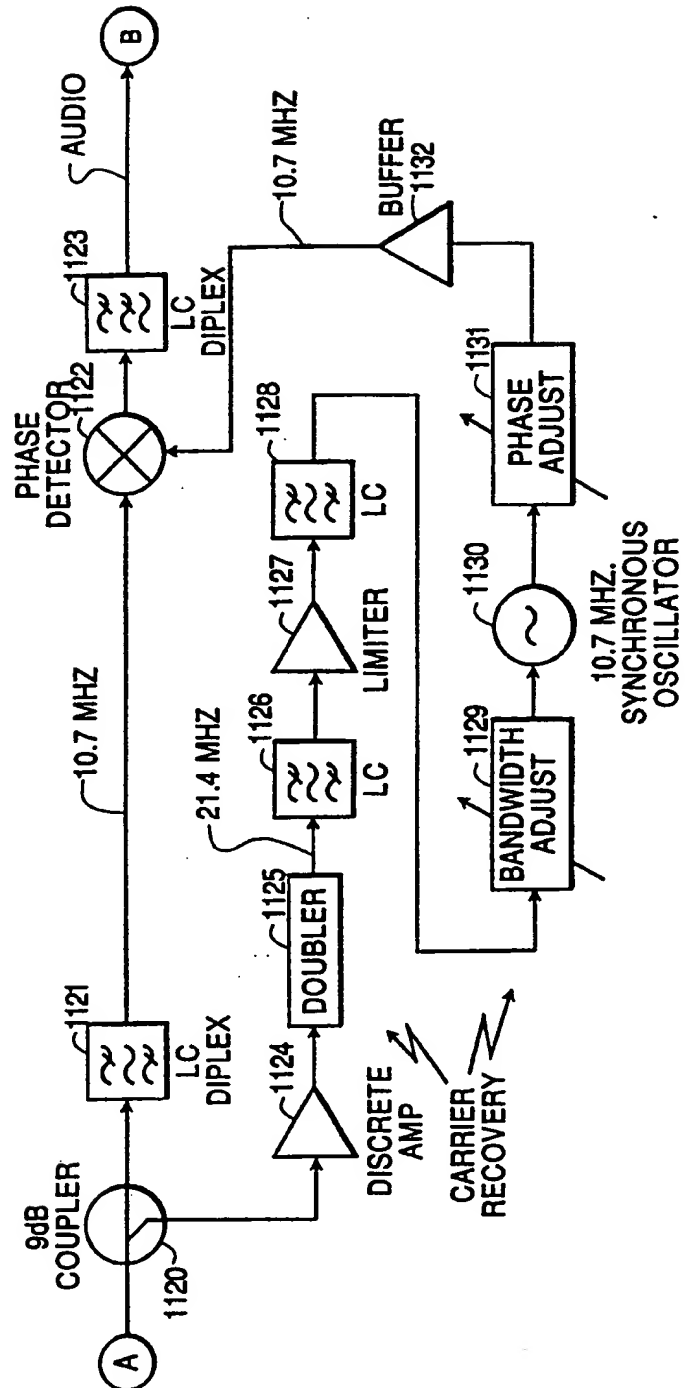 A
9dB
COUPLER
1120
1121
LC
DIPLEX
10.7 MHZ
PHASE
DETECTOR
1122
1123
LC
DIPLEX
AUDIO
B
1124
DISCRETE
AMP
1125
DOUBLER
21.4 MHZ
1126
LC
1127
LIMITER
1128
LC
10.7 MHZ
BUFFER
1132
CARRIER
RECOVERY
1129
BANDWIDTH
ADJUST
1130
10.7 MHZ.
SYNCHRONOUS
OSCILLATOR
1131
PHASE
ADJUST